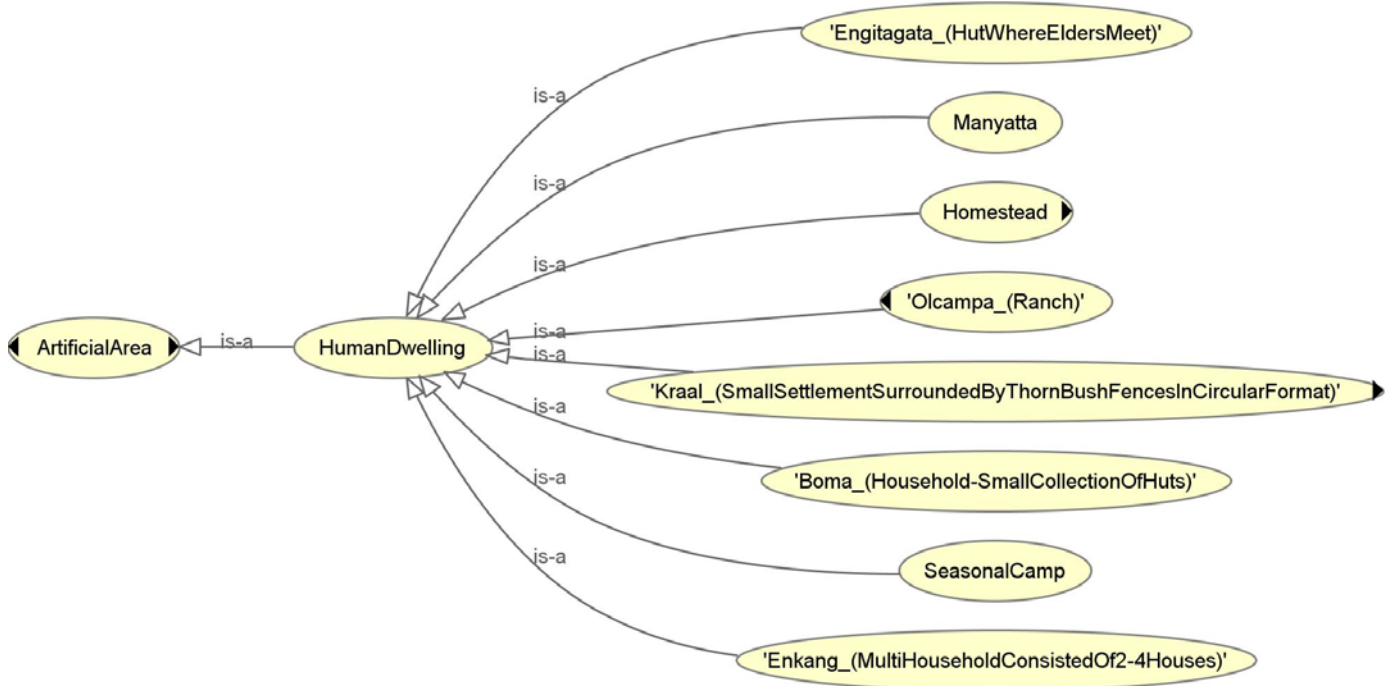 'Engitagata_(HutWhereEldersMeet)'
is-a
Manyatta
is-a
Homestead
is-a
'Olcampa_(Ranch)'
is-a
ArtificialArea
is-a
HumanDwelling
is-a
'Kraal_(SmallSettlementSurroundedByThornBushFencesInCircularFormat)'
is-a
'Boma_(Household-SmallCollectionOfHuts)'
is-a
SeasonalCamp
is-a
'Enkang_(MultiHouseholdConsistedOf2-4Houses)'